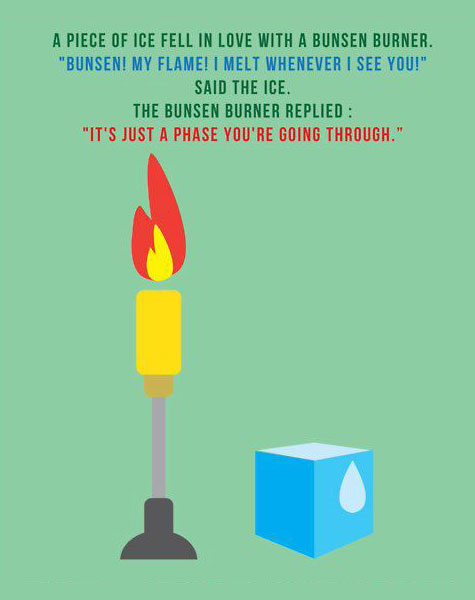 A PIECE OF ICE FELL IN LOVE WITH A BUNSEN BURNER.
"BUNSEN! MY FLAME! I MELT WHENEVER I SEE YOU!"
SAID THE ICE.
THE BUNSEN BURNER REPLIED :
"IT'S JUST A PHASE YOU'RE GOING THROUGH."